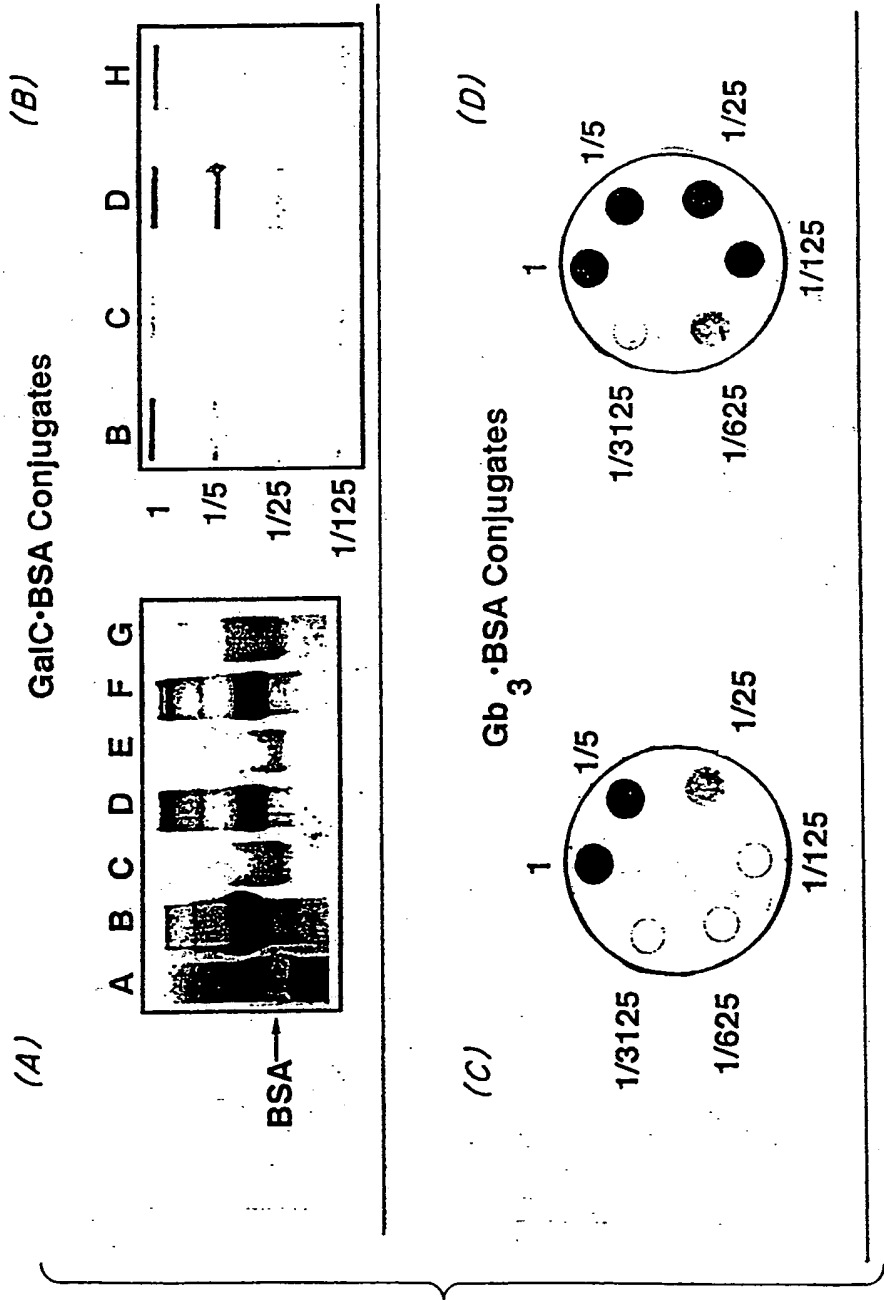 GalC·BSA Conjugates
(A)
A B C D E F G
BSA
(B)
B C D H
1
1/5
1/25
1/125
Gb3·BSA Conjugates
(C)
1
1/5
1/25
1/125
1/625
1/3125
(D)
1
1/5
1/25
1/125
1/625
1/3125